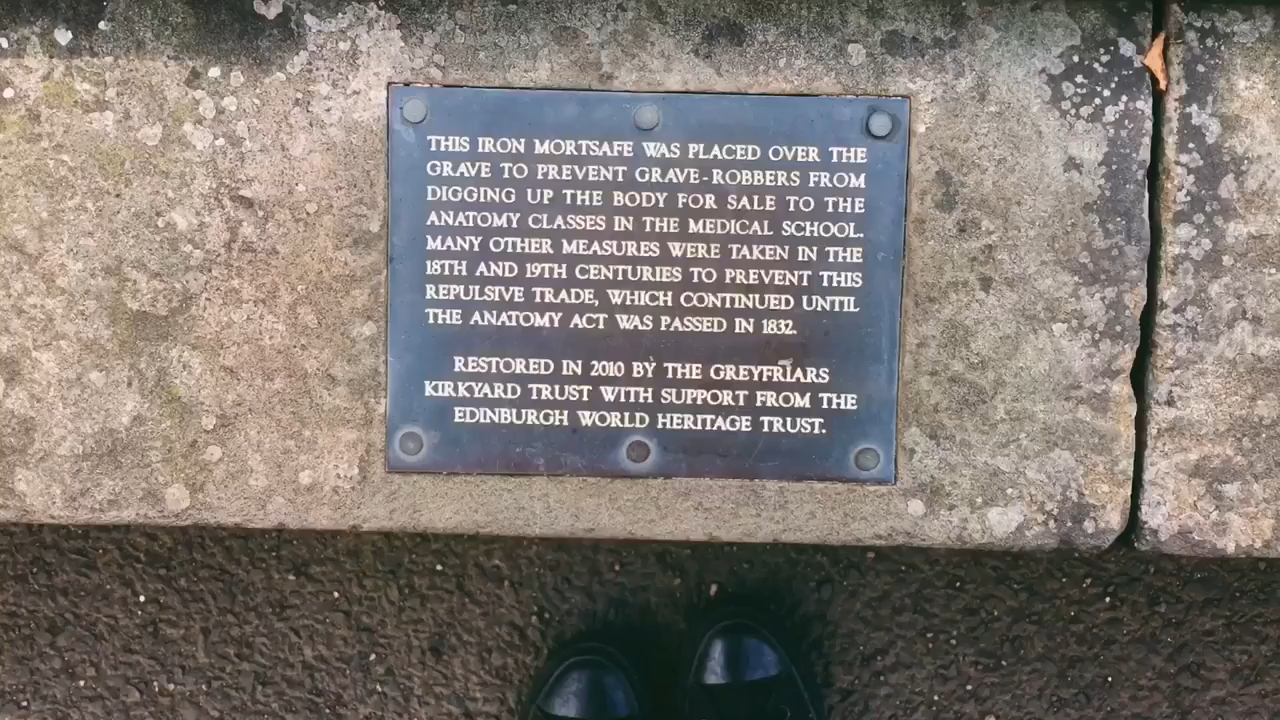 THIS IRON MORTSAFE WAS PLACED OVER THE
GRAVE TO PREVENT GRAVE-ROBBERS FROM
DIGGING UP THE BODY FOR SALE TO THE
ANATOMY CLASSES IN THE MEDICAL SCHOOL.
MANY OTHER MEASURES WERE TAKEN IN THE
18TH AND 19TH CENTURIES TO PREVENT THIS
REPULSIVE TRADE, WHICH CONTINUED UNTIL
THE ANATOMY ACT WAS PASSED IN 1832.
RESTORED IN 2010 BY THE GREYFRIARS
KIRKYARD TRUST WITH SUPPORT FROM THE
EDINBURGH WORLD HERITAGE TRUST.